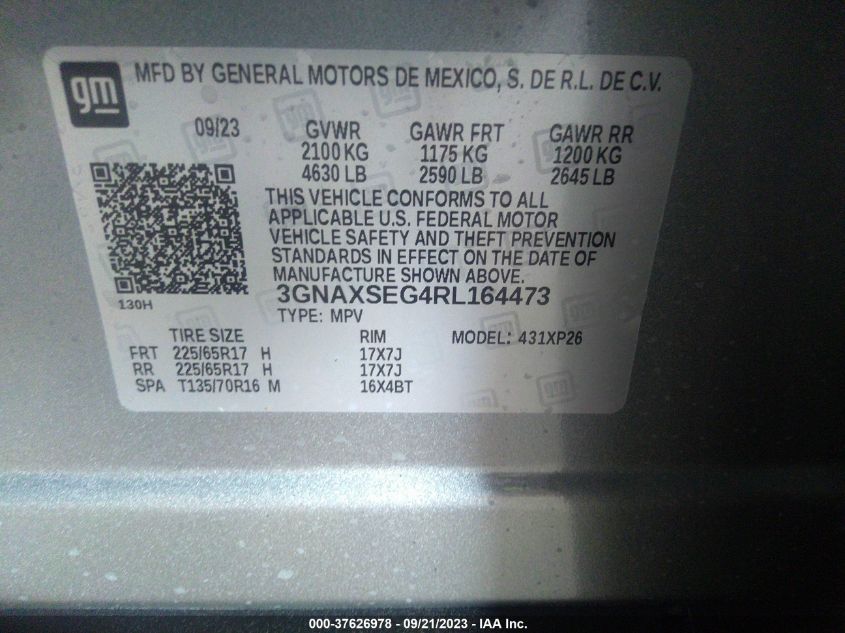 gm
MFD BY GENERAL MOTORS DE MEXICO, S. DE R.L. DE C.V.
09/23 GVWR GAWR FRT GAWR RR
2100 KG 1175 KG 1200 KG
4630 LB 2590 LB 2645 LB
THIS VEHICLE CONFORMS TO ALL
APPLICABLE U.S. FEDERAL MOTOR
VEHICLE SAFETY AND THEFT PREVENTION
STANDARDS IN EFFECT ON THE DATE OF
MANUFACTURE SHOWN ABOVE.
130H
3GNAXSEG4RL164473
TYPE: MPV
TIRE SIZE RIM MODEL: 431XP26
FRT 225/65R17 H 17X7J
RR 225/65R17 H 17X7J
SPA T135/70R16 M 16X4BT
000-37626978 - 09/21/2023 - IAA Inc.